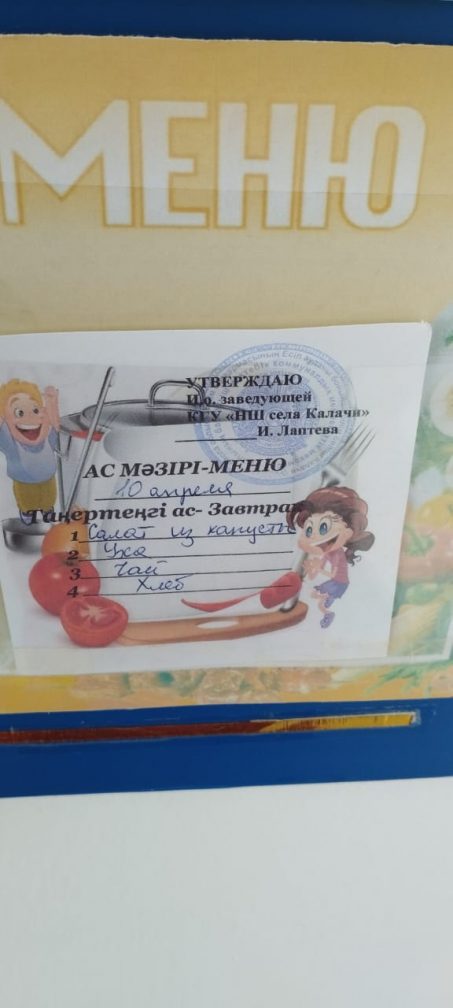 МЕНЮ
УТВЕРЖДАЮ
И.о. заведующей
КГУ «НШ села Калачи»
И. Лаптева
АС МӘЗІРІ-МЕНЮ
10 апреля
Таңертеңгі ас- Завтрак
1 Салат из капусты
2 Уха
3 Чай
4 Хлеб